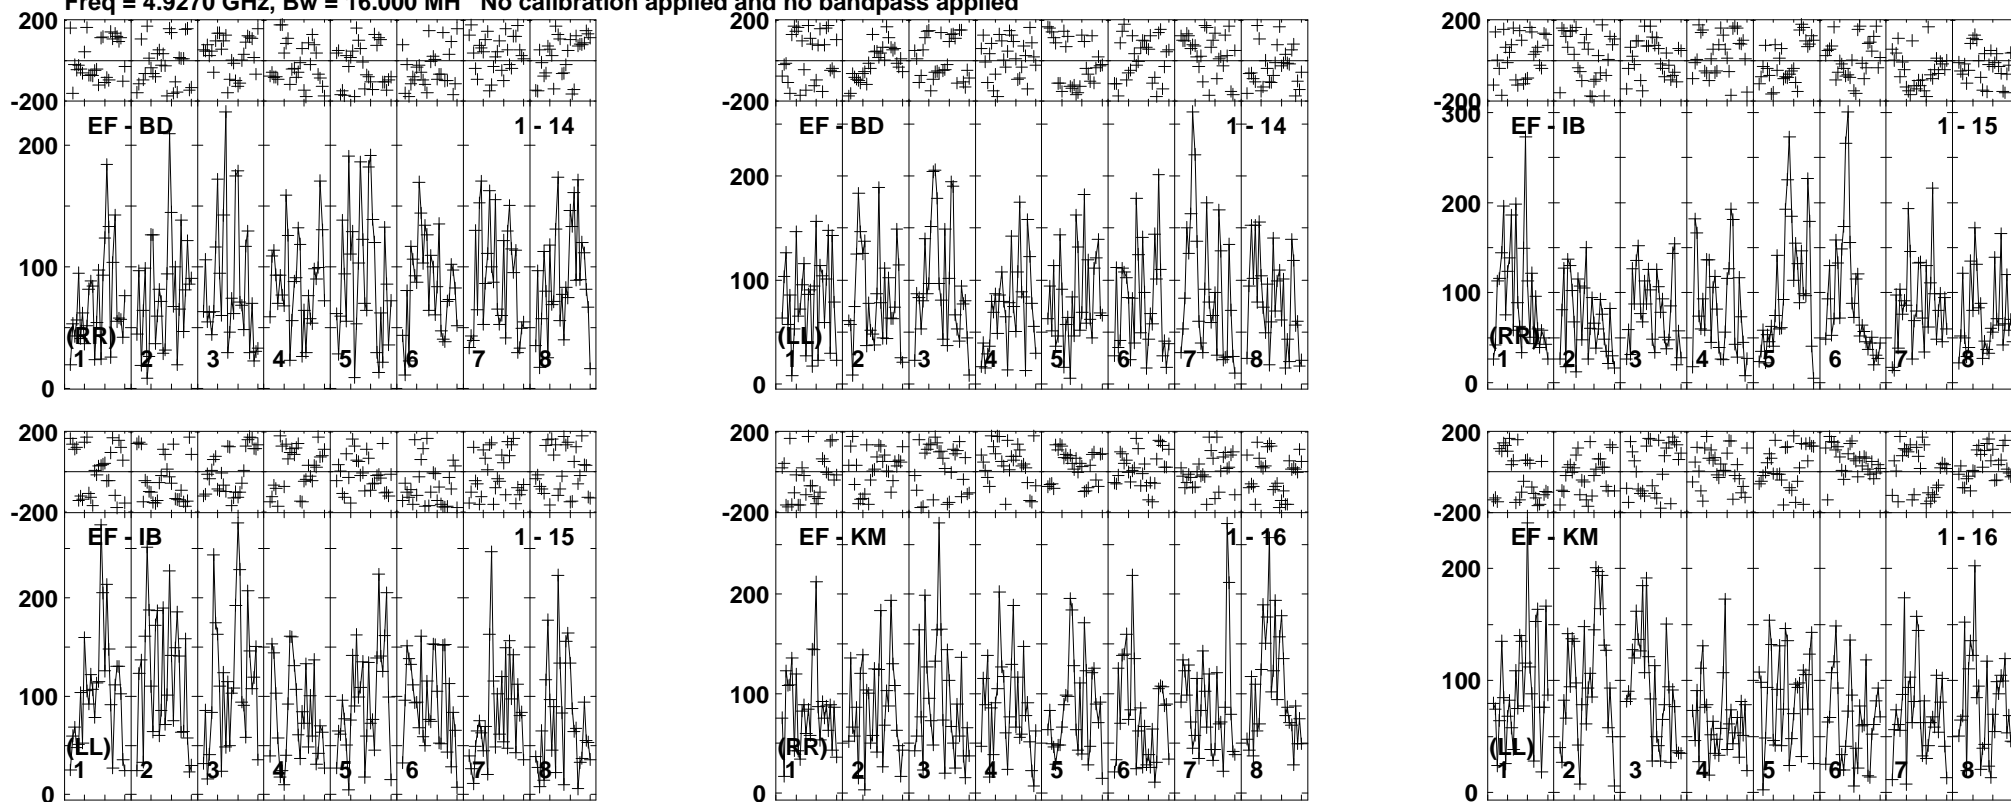 Freq = 4.9270 GHz, Bw = 16.000 MH No calibration applied and no bandpass applied
200
-200
EF - BD 1 - 14
200
100
0
(RR)
1 2 3 4 5 6 7 8
200
-200
EF - BD 1 - 14
200
100
0
(LL)
1 2 3 4 5 6 7 8
200
-200
300
EF - IB 1 - 15
200
100
0
(RR)
1 2 3 4 5 6 7 8
200
-200
EF - IB 1 - 15
200
100
0
(LL)
1 2 3 4 5 6 7 8
200
-200
EF - KM 1 - 16
200
100
0
(RR)
1 2 3 4 5 6 7 8
200
-200
EF - KM 1 - 16
200
100
0
(LL)
1 2 3 4 5 6 7 8